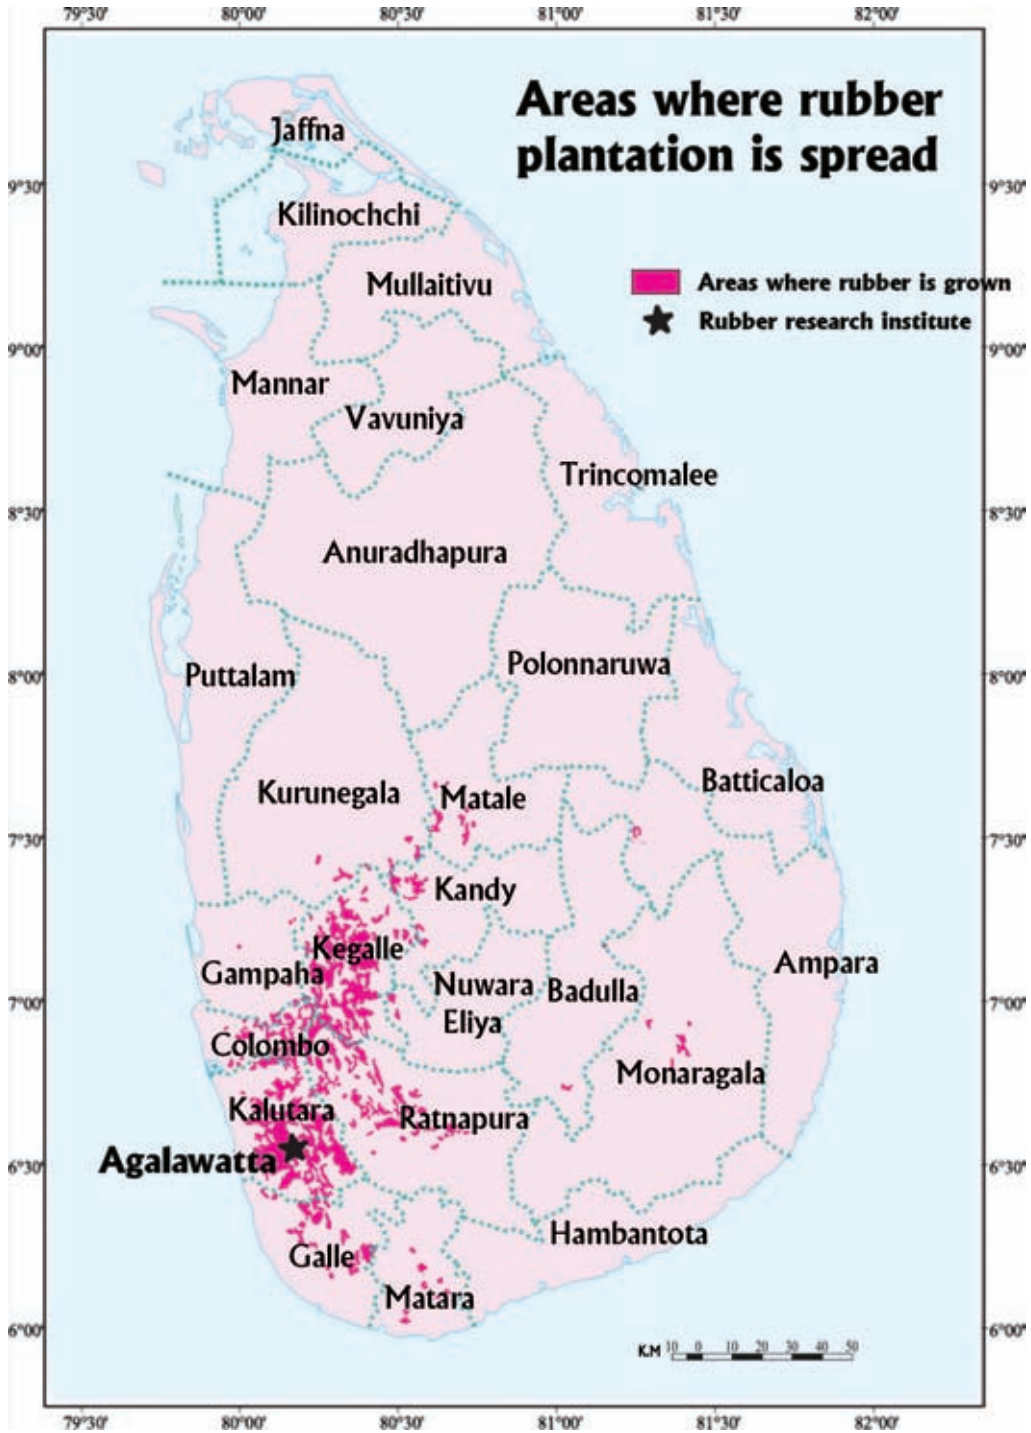 79°30'
80°00'
80°30'
81°00'
81°30'
82°00'
Areas where rubber
plantation is spread
Jaffna
9°30'
9°30'
Kilinochchi
Mullaitivu
Areas where rubber is grown
Rubber research institute
9°00'
9°00'
Mannar
Vavuniya
Trincomalee
8°30'
8°30'
Anuradhapura
Polonnaruwa
8°00'
Puttalam
8°00'
Batticaloa
Kurunegala
Matale
7°30'
7°30'
Kandy
Kegalle
Gampaha
Nuwara
Eliya
Badulla
Ampara
7°00'
7°00'
Colombo
Monaragala
Kalutara
Ratnapura
Agalawatta
6°30'
6°30'
Hambantota
Galle
Matara
6°00'
6°00'
K.M 10 0 10 20 30 40 50
79°30'
80°00'
80°30'
81°00'
81°30'
82°00'